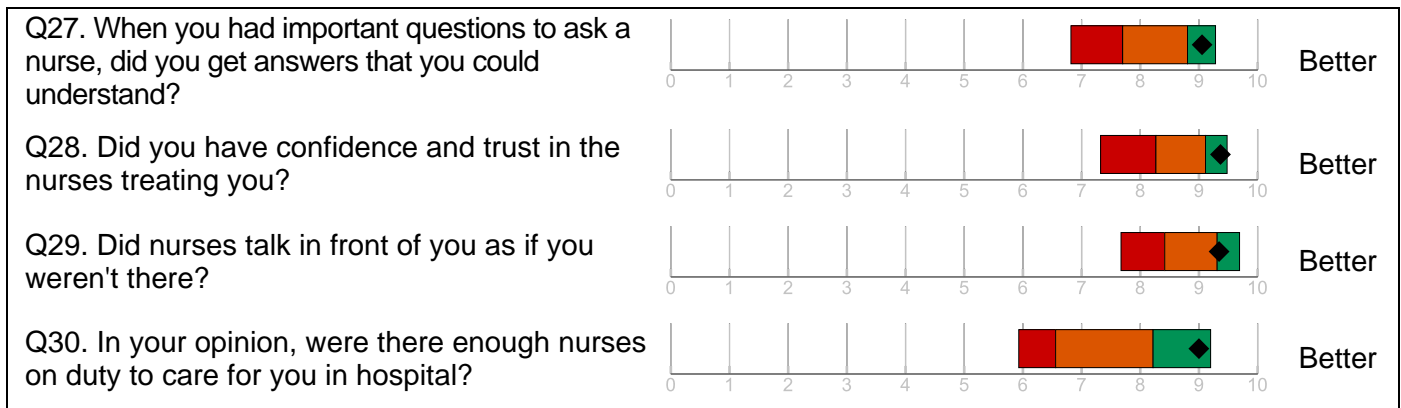 Q27. When you had important questions to ask a
nurse, did you get answers that you could
understand?
0 1 2 3 4 5 6 7 8 9 10
Better
Q28. Did you have confidence and trust in the
nurses treating you?
0 1 2 3 4 5 6 7 8 9 10
Better
Q29. Did nurses talk in front of you as if you
weren't there?
0 1 2 3 4 5 6 7 8 9 10
Better
Q30. In your opinion, were there enough nurses
on duty to care for you in hospital?
0 1 2 3 4 5 6 7 8 9 10
Better